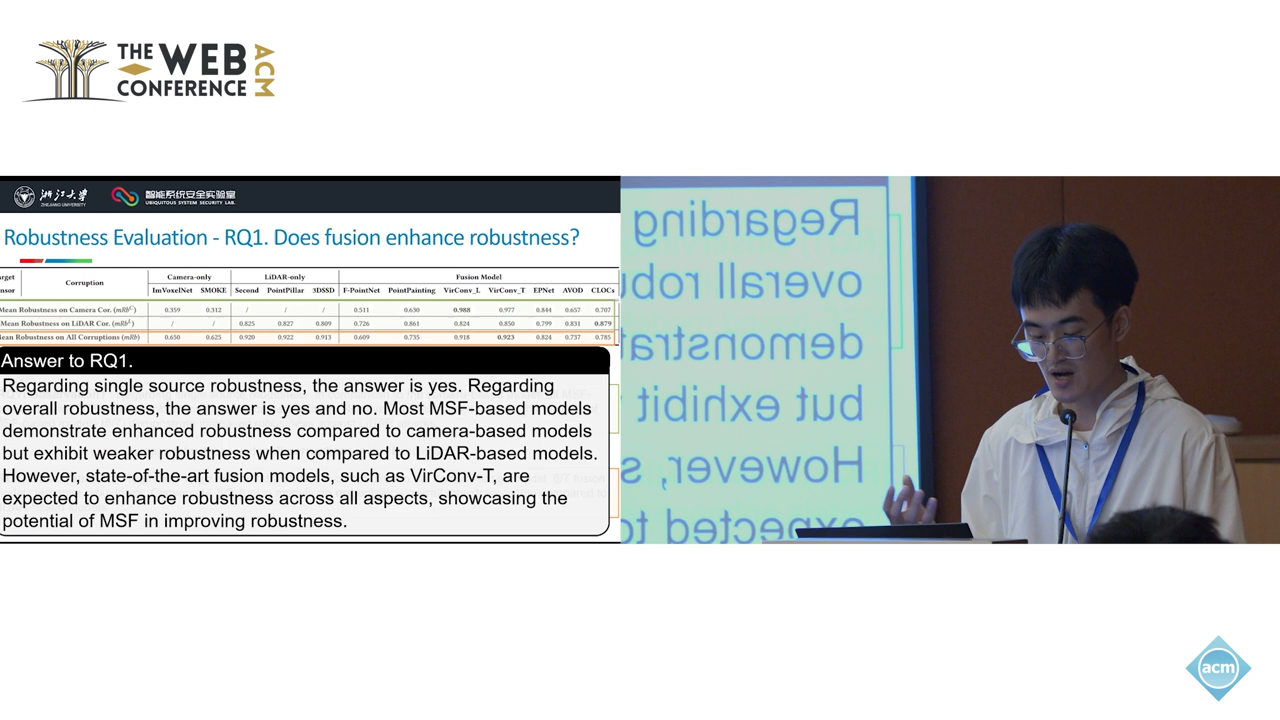 THE WEB
CONFERENCE
ACM
浙江大学
ZHEJIANG UNIVERSITY
智能系统安全实验室
UBIQUITOUS SYSTEM SECURITY LAB.
Robustness Evaluation - RQ1. Does fusion enhance robustness?
Corruption Camera-only LiDAR-only Fusion Model
ImVoxelNet SMOKE Second PointPillar 3DSSD F-PointNet PointPainting VirConv_L VirConv_T EPNet AVOD CLOCs
Mean Robustness on Camera Cor. (mRbᶜ) 0.359 0.312 / / / 0.511 0.630 0.988 0.977 0.844 0.657 0.707
Mean Robustness on LiDAR Cor. (mRbᴸ) / / 0.825 0.827 0.809 0.726 0.861 0.824 0.850 0.799 0.831 0.879
Mean Robustness on All Corruptions (mRb) 0.650 0.625 0.920 0.922 0.913 0.609 0.735 0.918 0.923 0.824 0.737 0.785
Answer to RQ1.
Regarding single source robustness, the answer is yes. Regarding
overall robustness, the answer is yes and no. Most MSF-based models
demonstrate enhanced robustness compared to camera-based models
but exhibit weaker robustness when compared to LiDAR-based models.
However, state-of-the-art fusion models, such as VirConv-T, are
expected to enhance robustness across all aspects, showcasing the
potential of MSF in improving robustness.
Regarding
overall rob
demonstra
but exhibit
However, s
expected to
acm